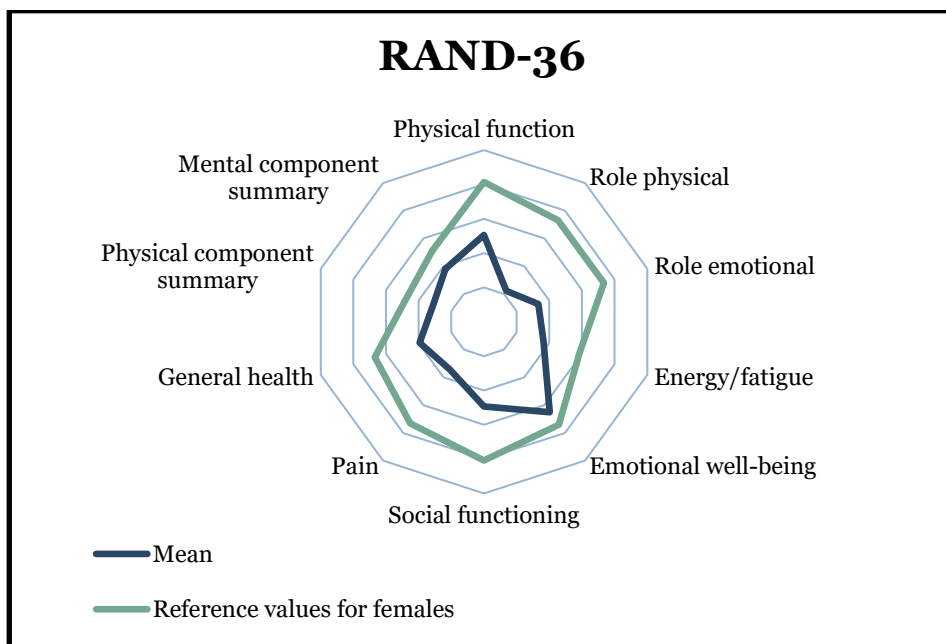 RAND-36
Physical function
Role physical
Role emotional
Energy/fatigue
Emotional well-being
Social functioning
Pain
General health
Physical component
summary
Mental component
summary
Mean
Reference values for females